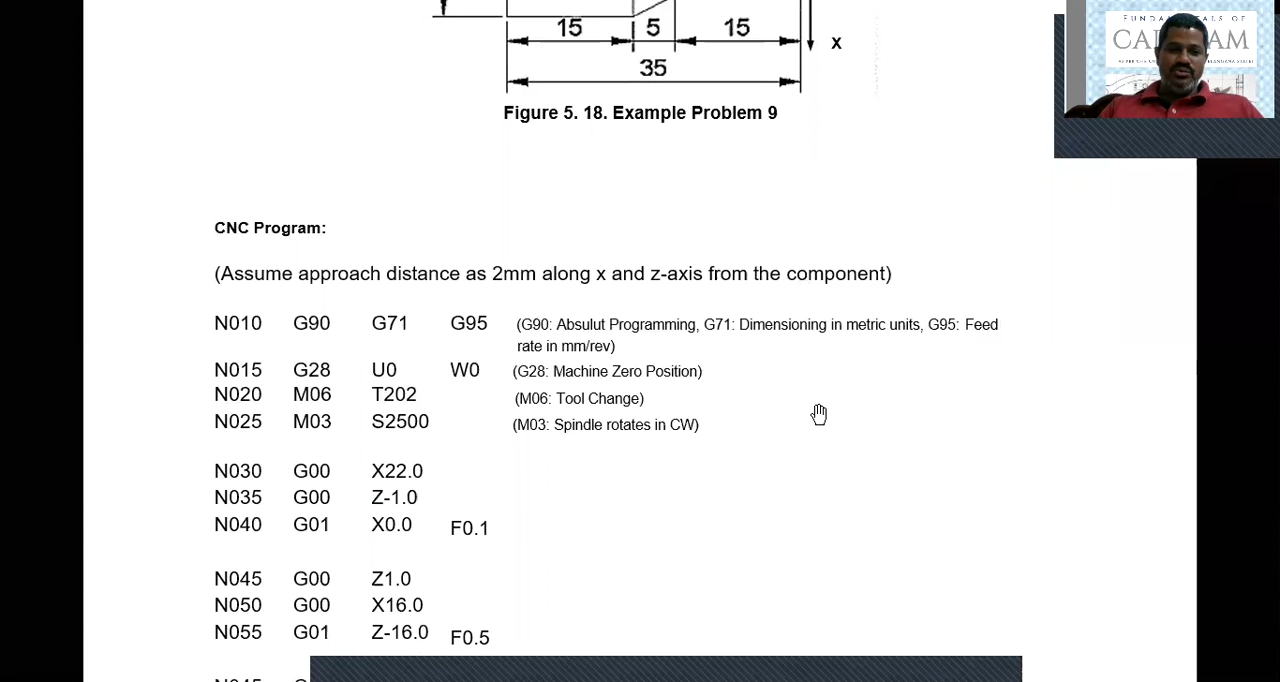 FUNDAMENTALS OF
15 5 15
x
35
Figure 5. 18. Example Problem 9
CNC Program:
(Assume approach distance as 2mm along x and z-axis from the component)
N010 G90 G71 G95 (G90: Absulut Programming, G71: Dimensioning in metric units, G95: Feed
rate in mm/rev)
N015 G28 U0 W0 (G28: Machine Zero Position)
N020 M06 T202 (M06: Tool Change)
N025 M03 S2500 (M03: Spindle rotates in CW)
N030 G00 X22.0
N035 G00 Z-1.0
N040 G01 X0.0 F0.1
N045 G00 Z1.0
N050 G00 X16.0
N055 G01 Z-16.0 F0.5